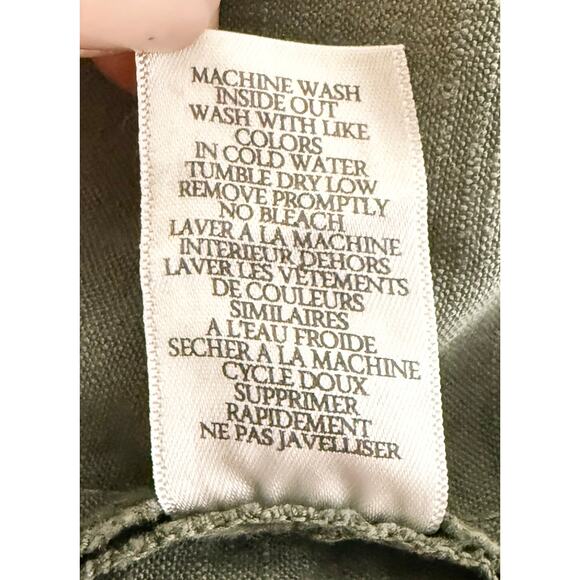 MACHINE WASH
INSIDE OUT
WASH WITH LIKE
COLORS
IN COLD WATER
TUMBLE DRY LOW
REMOVE PROMPTLY
NO BLEACH
LAVER A LA MACHINE
INTERIEUR DEHORS
LAVER LES VÊTEMENTS
DE COULEURS
SIMILAIRES
A L'EAU FROIDE
SECHER A LA MACHINE
CYCLE DOUX
SUPPRIMER
RAPIDEMENT
NE PAS JAVELLISER